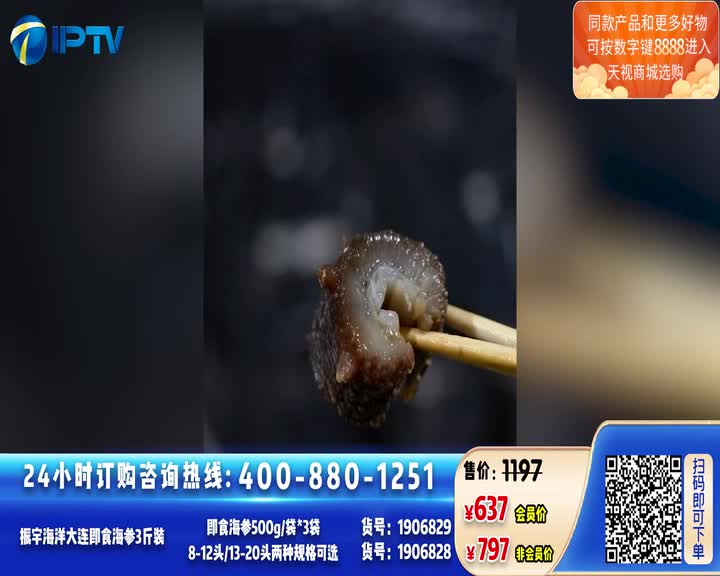 IPTV
同款产品和更多好物
可按数字键8888进入
天视商城选购
24小时订购咨询热线:400-880-1251
振宇海洋大连即食海参3斤装
即食海参500g/袋*3袋
8-12头/13-20头两种规格可选
货号:1906829
货号:1906828
售价:1197
¥637 会员价
¥797 非会员价
扫码即可下单